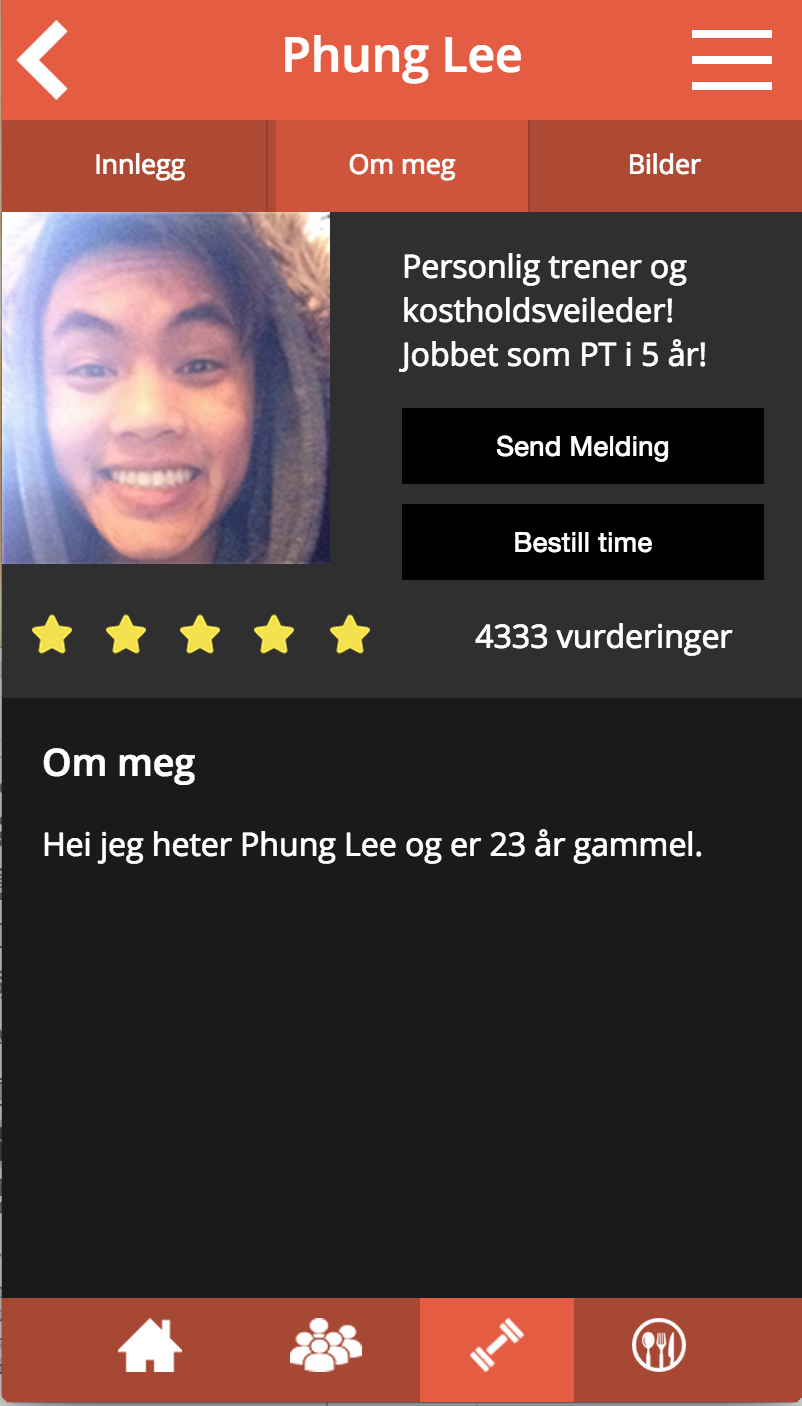 Phung Lee
Innlegg
Om meg
Bilder
Personlig trener og
kostholdsveileder!
Jobbet som PT i 5 år!
Send Melding
Bestill time
4333 vurderinger
Om meg
Hei jeg heter Phung Lee og er 23 år gammel.